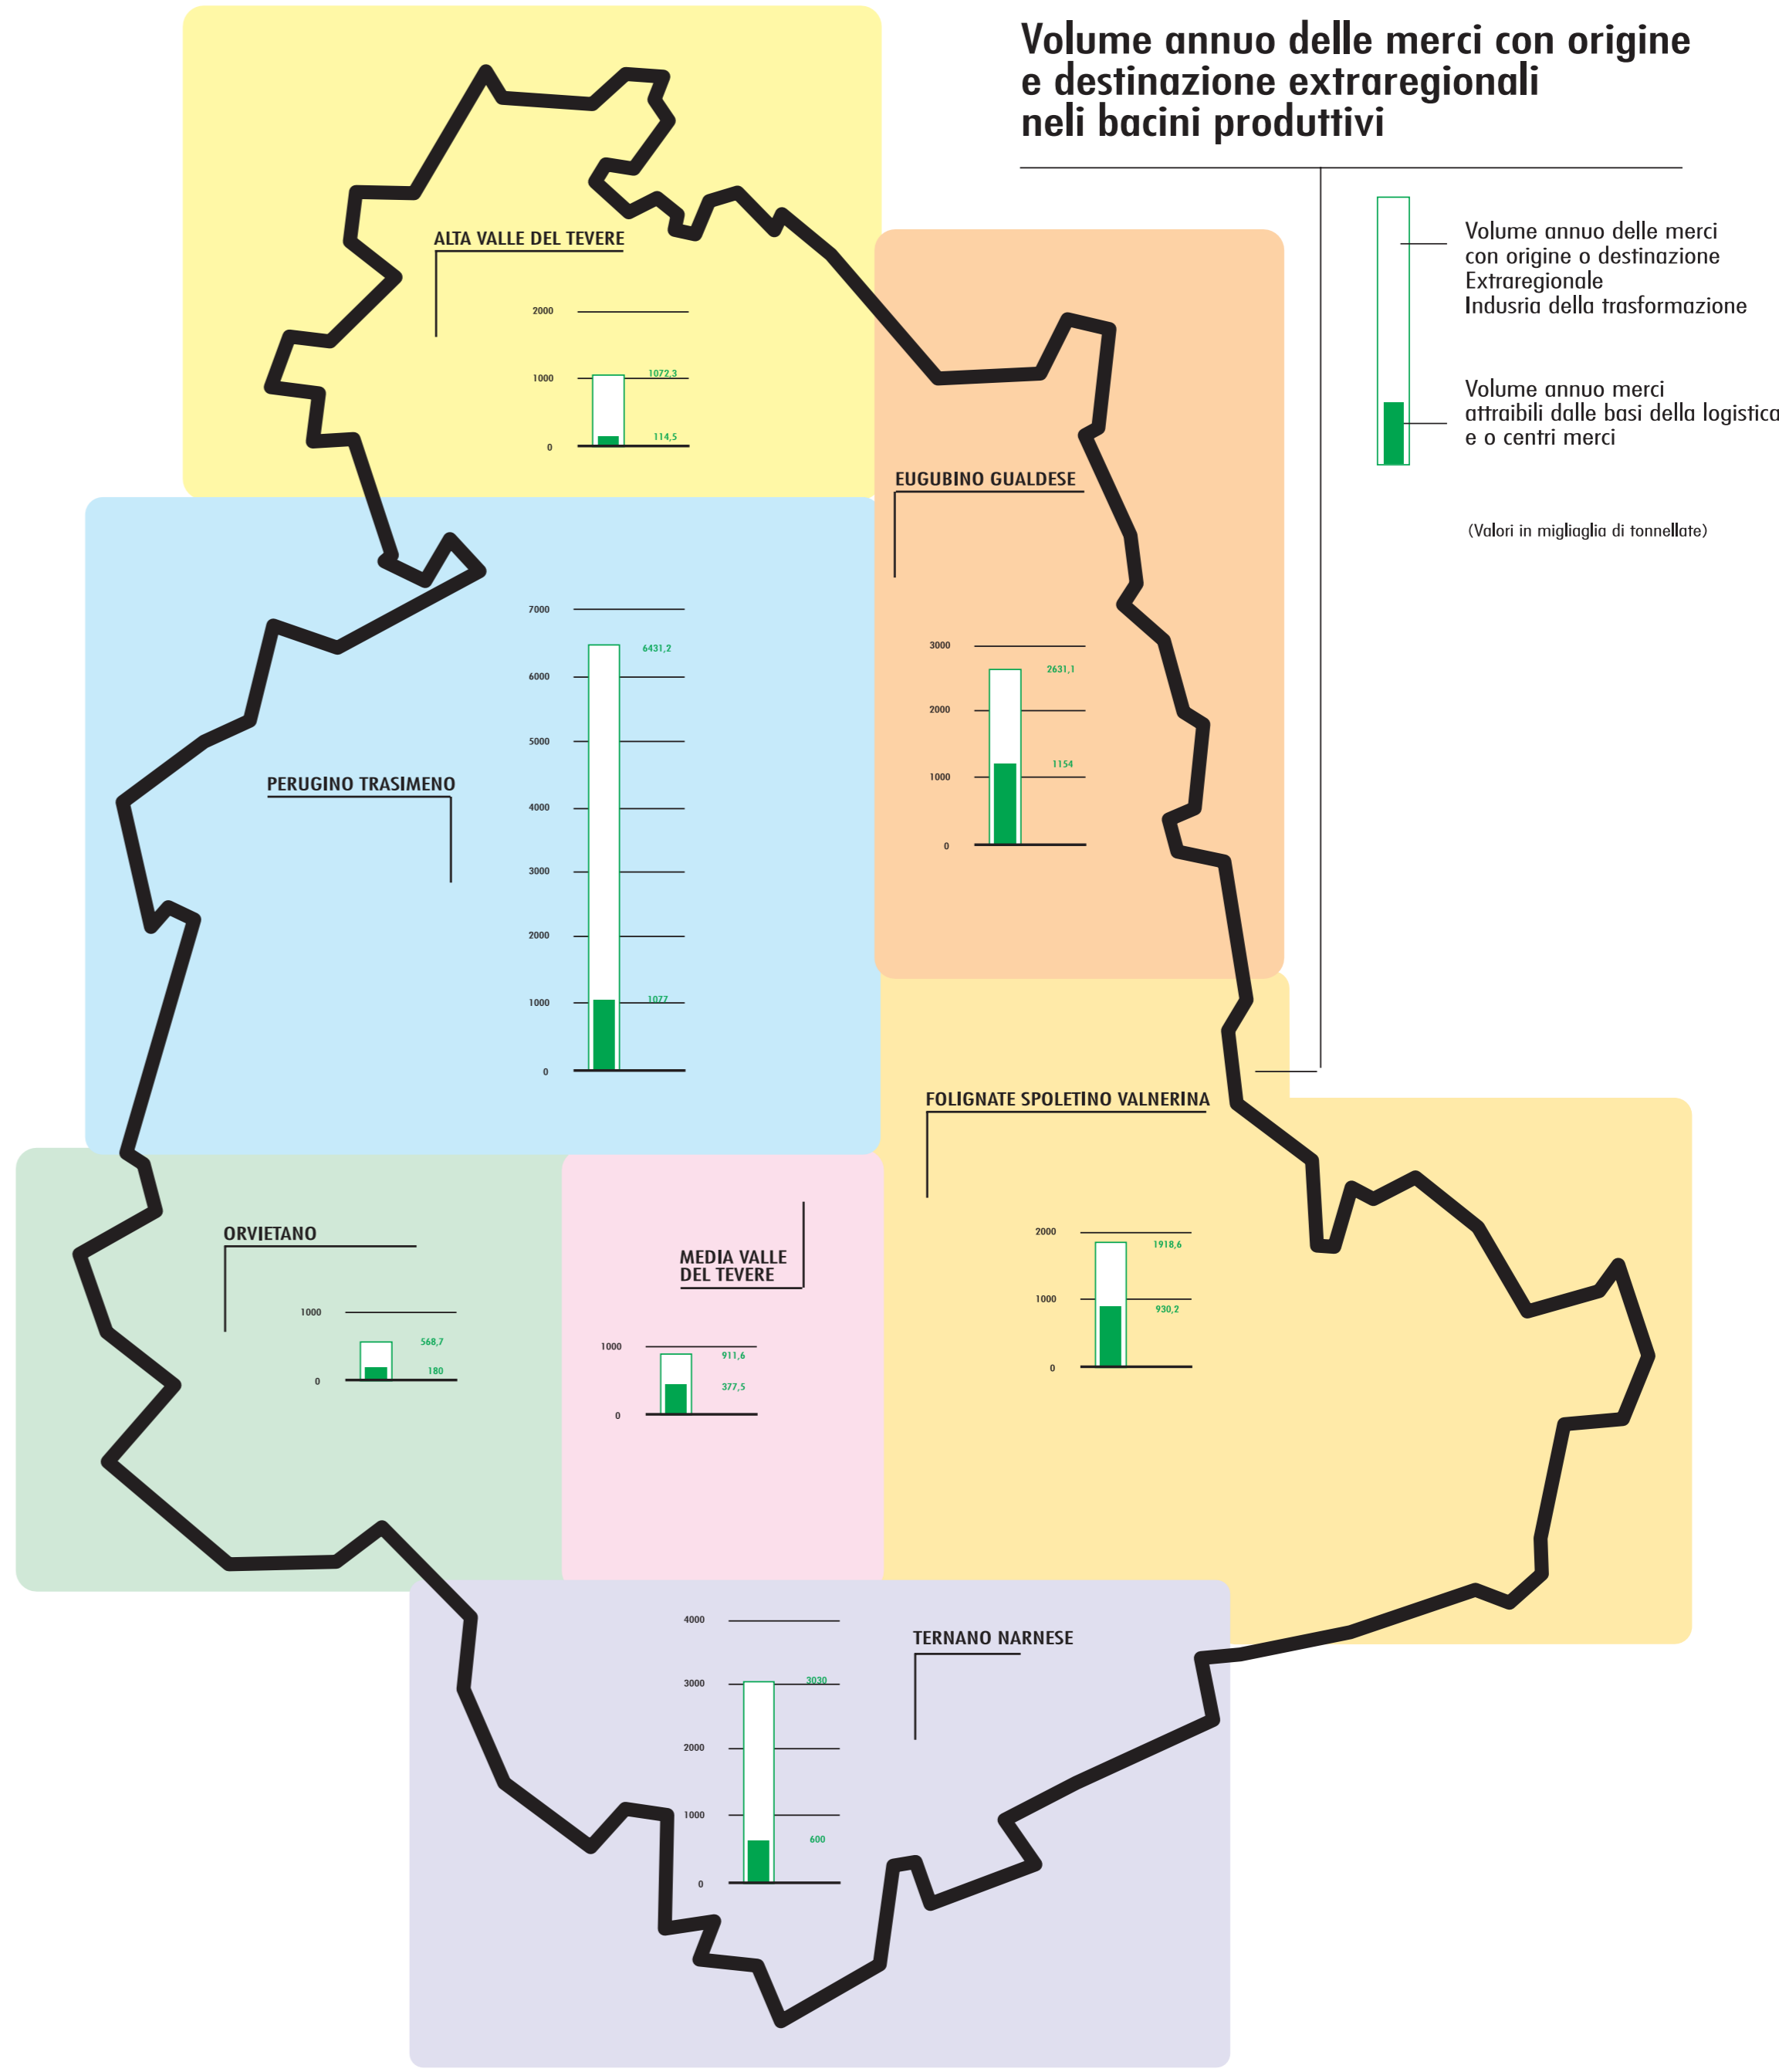 Volume annuo delle merci con origine
e destinazione extraregionali
neli bacini produttivi
Volume annuo delle merci
con origine o destinazione
Extraregionale
Indusria della trasformazione
Volume annuo merci
attraibili dalle basi della logistica
e o centri merci
(Valori in migliaglia di tonnellate)
ALTA VALLE DEL TEVERE
2000
1072,3
1000
114,5
0
EUGUBINO GUALDESE
3000
2631,1
2000
1154
1000
0
PERUGINO TRASIMENO
7000
6431,2
6000
5000
4000
3000
2000
1077
1000
0
FOLIGNATE SPOLETINO VALNERINA
2000
1918,6
1000
930,2
0
ORVIETANO
1000
568,7
180
0
MEDIA VALLE
DEL TEVERE
1000
911,6
377,5
0
TERNANO NARNESE
4000
3030
3000
2000
1000
600
0